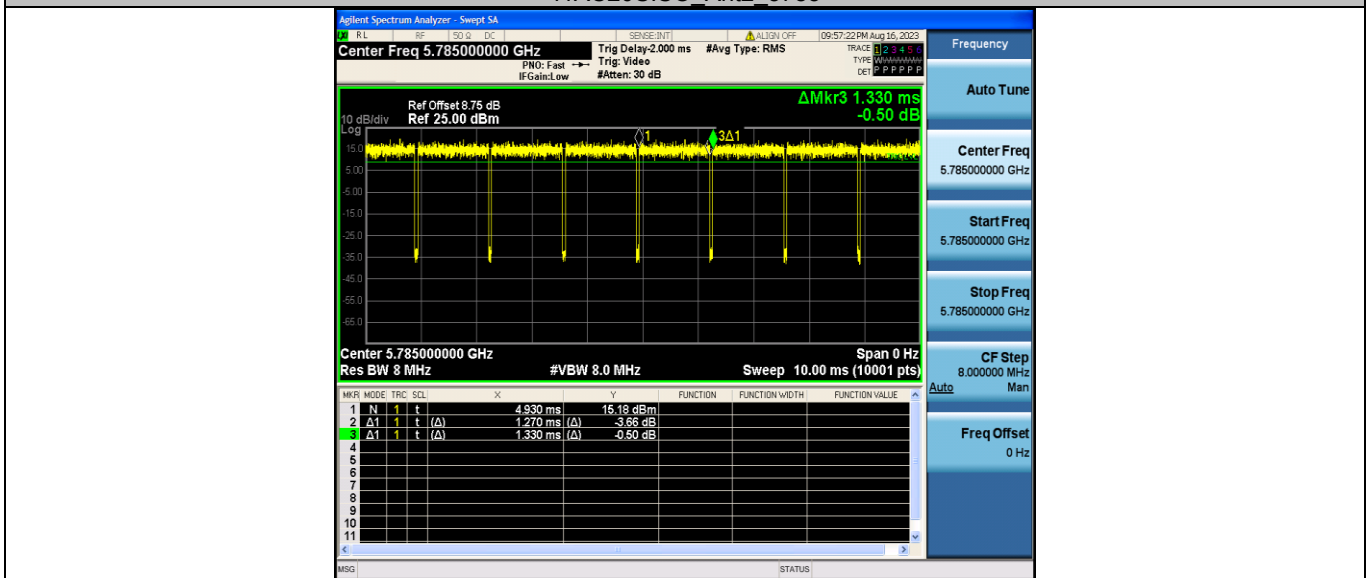 Agilent Spectrum Analyzer - Swept SA
RL RF 50 Ω DC SENSE:INT ALIGN OFF 09:57:22 PM Aug 16, 2023
Center Freq 5.785000000 GHz
PNO: Fast
IFGain:Low
Trig Delay-2.000 ms
Trig: Video
#Atten: 30 dB
#Avg Type: RMS
TRACE 1 2 3 4 5 6
TYPE
DET P P P P P P
Frequency
ΔMkr3 1.330 ms
-0.50 dB
Ref Offset 8.75 dB
10 dB/div Ref 25.00 dBm
Log
15.0
5.00
-5.00
-15.0
-25.0
-35.0
-45.0
-55.0
-65.0
1
3Δ1
Center 5.785000000 GHz Span 0 Hz
Res BW 8 MHz #VBW 8.0 MHz Sweep 10.00 ms (10001 pts)
MKR MODE TRC SCL X Y FUNCTION FUNCTION WIDTH FUNCTION VALUE
1 N 1 t 4.930 ms 15.18 dBm
2 Δ1 1 t (Δ) 1.270 ms (Δ) -3.66 dB
3 Δ1 1 t (Δ) 1.330 ms (Δ) -0.50 dB
4
5
6
7
8
9
10
11
Auto Tune
Center Freq
5.785000000 GHz
Start Freq
5.785000000 GHz
Stop Freq
5.785000000 GHz
CF Step
8.000000 MHz
Auto Man
Freq Offset
0 Hz
MSG STATUS